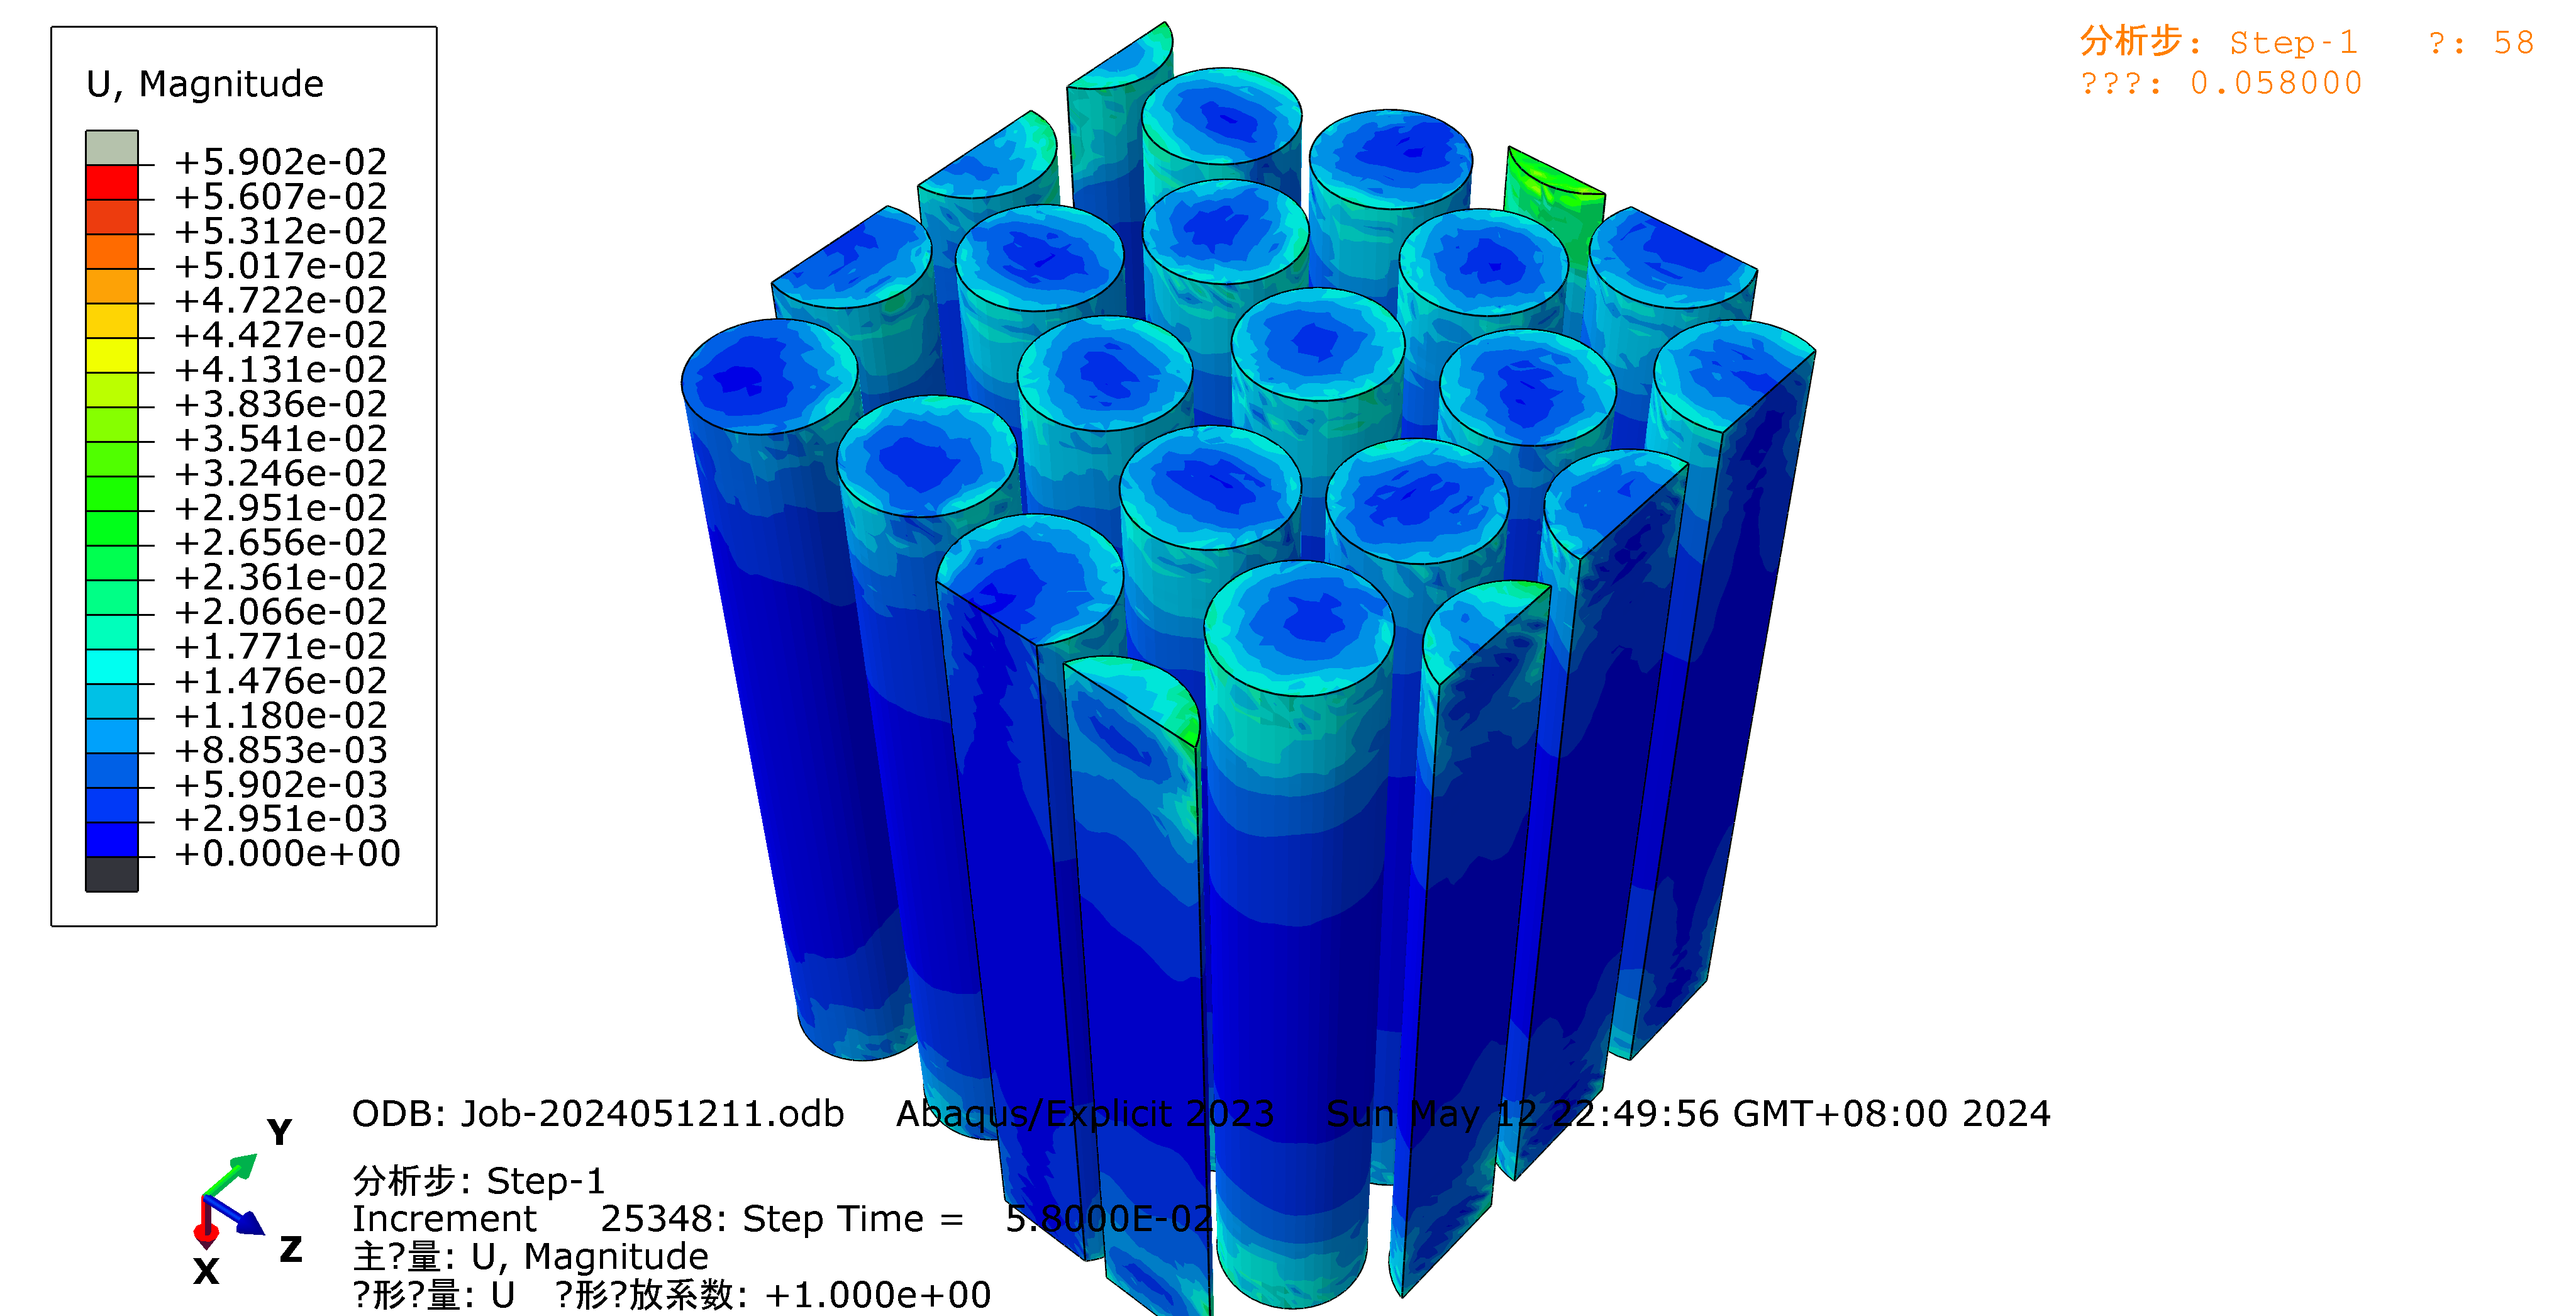 U, Magnitude
+5.902e-02
+5.607e-02
+5.312e-02
+5.017e-02
+4.722e-02
+4.427e-02
+4.131e-02
+3.836e-02
+3.541e-02
+3.246e-02
+2.951e-02
+2.656e-02
+2.361e-02
+2.066e-02
+1.771e-02
+1.476e-02
+1.180e-02
+8.853e-03
+5.902e-03
+2.951e-03
+0.000e+00
分析步: Step-1 ?: 58
???: 0.058000
Y
Z
X
ODB: Job-2024051211.odb Abaqus/Explicit 2023 Sun May 12 22:49:56 GMT+08:00 2024
分析步: Step-1
Increment 25348: Step Time = 5.8000E-02
主?量: U, Magnitude
?形?量: U ?形?放系数: +1.000e+00